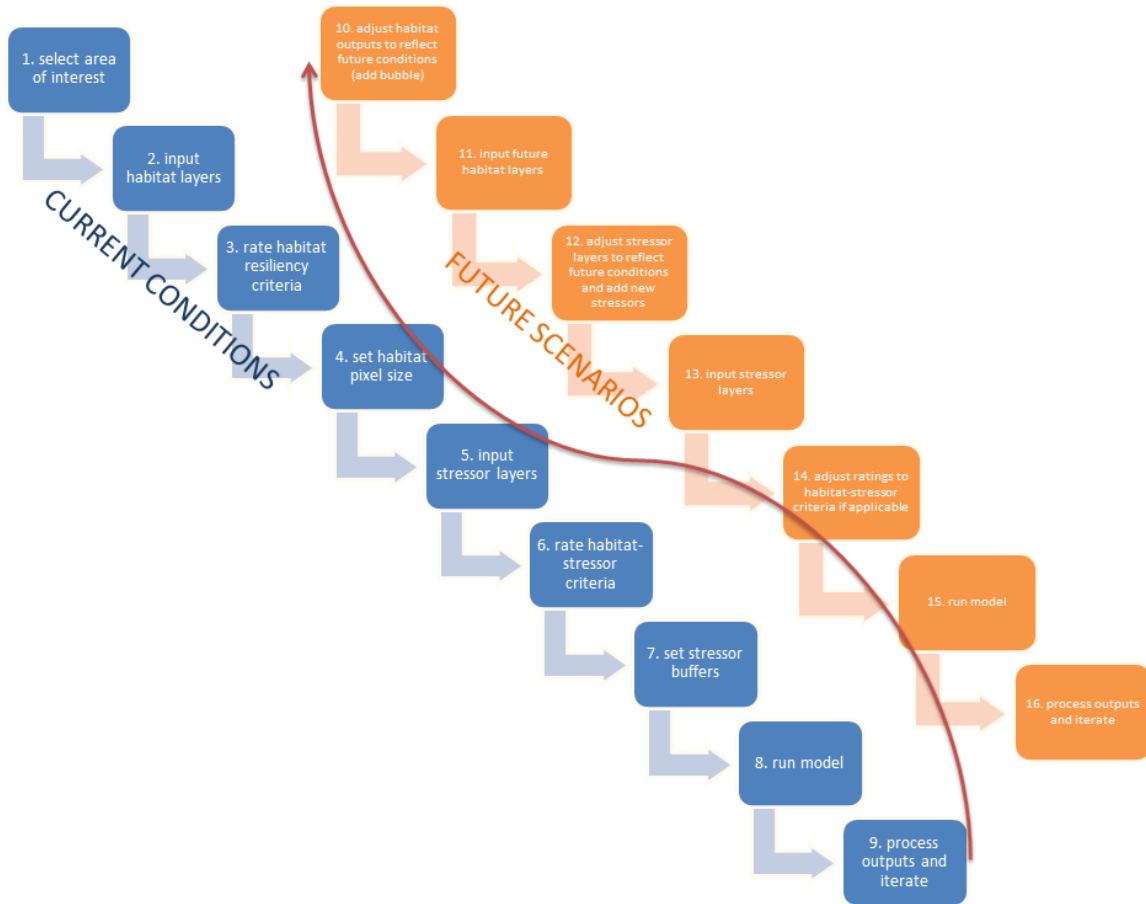 1. select area
of interest
2. input
habitat layers
3. rate habitat
resiliency
criteria
4. set habitat
pixel size
5. input
stressor layers
6. rate habitat-
stressor
criteria
7. set stressor
buffers
8. run model
9. process
outputs and
iterate
CURRENT CONDITIONS
10. adjust habitat
outputs to reflect
future conditions
(add bubble)
11. input future
habitat layers
12. adjust stressor
layers to reflect
future conditions
and add new
stressors
13. input stressor
layers
14. adjust ratings to
habitat-stressor
criteria if applicable
15. run model
16. process outputs
and iterate
FUTURE SCENARIOS